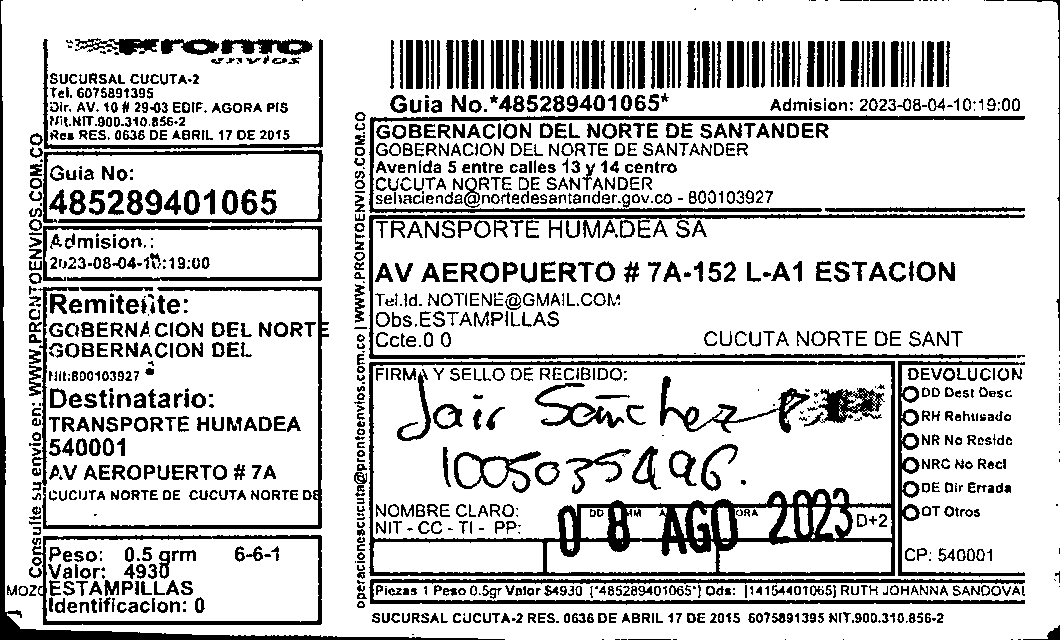 Pronto
envios
SUCURSAL CUCUTA-2
Tel. 6075891395
Dir. AV. 10 # 29-03 EDIF. AGORA PIS
Nit.NIT.900.310.856-2
Res RES. 0636 DE ABRIL 17 DE 2015
Guia No:
485289401065
Admision.:
2023-08-04-10:19:00
Remitente:
GOBERNACION DEL NORTE
GOBERNACION DEL
Nit:800103927
Destinatario:
TRANSPORTE HUMADEA
540001
AV AEROPUERTO # 7A
CUCUTA NORTE DE CUCUTA NORTE DE
Peso: 0.5 grm 6-6-1
Valor: 4930
ESTAMPILLAS
Identificacion: 0
Consulte su envio en: WWW.PRONTOENVIOS.COM.CO
MOZO
Guia No.*485289401065*
Admision: 2023-08-04-10:19:00
GOBERNACION DEL NORTE DE SANTANDER
GOBERNACION DEL NORTE DE SANTANDER
Avenida 5 entre calles 13 y 14 centro
CUCUTA NORTE DE SANTANDER
sehacienda@nortedesantander.gov.co - 800103927
TRANSPORTE HUMADEA SA
AV AEROPUERTO # 7A-152 L-A1 ESTACION
Tel.Id. NOTIENE@GMAIL.COM
Obs.ESTAMPILLAS
Ccte.0 0
CUCUTA NORTE DE SANT
FIRMA Y SELLO DE RECIBIDO:
Jair Sanchez P
1005035496.
NOMBRE CLARO:
NIT - CC - TI - PP:
DD MM A HORA
08 AGO 2023
D+2
DEVOLUCION
DD Dest Desc
RH Rehusado
NR No Reside
NRC No Recl
DE Dir Errada
OT Otros
CP: 540001
Piezas 1 Peso 0.5gr Valor $4930 ["485289401065"] Ods: [14154401065] RUTH JOHANNA SANDOVAL
SUCURSAL CUCUTA-2 RES. 0636 DE ABRIL 17 DE 2015 6075891395 NIT.900.310.856-2
operacionescucuta@prontoenvios.com.co | WWW.PRONTOENVIOS.COM.CO